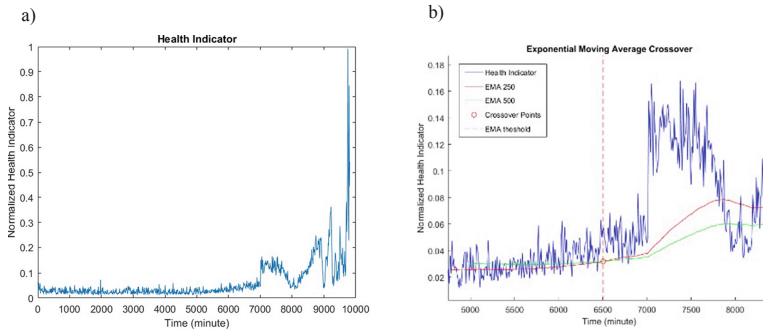 a)
Health Indicator
1
0.9
0.8
0.7
0.6
0.5
0.4
0.3
0.2
0.1
0
Normalized Health Indicator
0 1000 2000 3000 4000 5000 6000 7000 8000 9000 10000
Time (minute)
b)
Exponential Moving Average Crossover
0.18
0.16
0.14
0.12
0.1
0.08
0.06
0.04
0.02
Normalized Health Indicator
Health Indicator
EMA 250
EMA 500
Crossover Points
EMA theshold
5000 5500 6000 6500 7000 7500 8000
Time (minute)